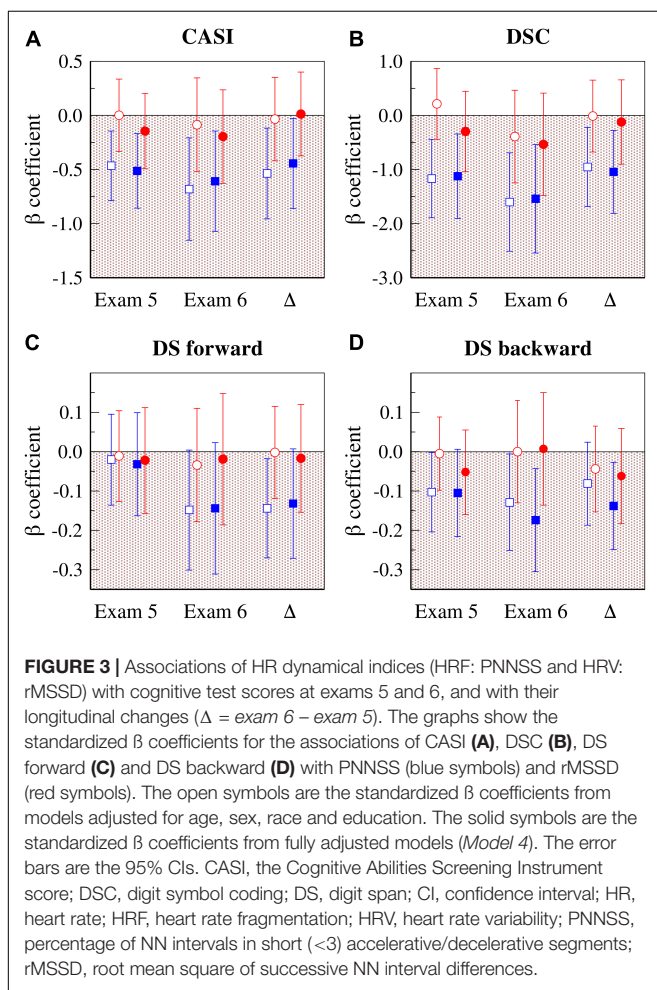 A CASI
0.5
0.0
-0.5
-1.0
-1.5
β coefficient
Exam 5 Exam 6 Δ
B DSC
1.0
0.0
-1.0
-2.0
-3.0
β coefficient
Exam 5 Exam 6 Δ
C DS forward
0.1
0.0
-0.1
-0.2
-0.3
β coefficient
Exam 5 Exam 6 Δ
D DS backward
0.1
0.0
-0.1
-0.2
-0.3
β coefficient
Exam 5 Exam 6 Δ
FIGURE 3 | Associations of HR dynamical indices (HRF: PNNSS and HRV:
rMSSD) with cognitive test scores at exams 5 and 6, and with their
longitudinal changes (Δ = exam 6 – exam 5). The graphs show the
standardized ß coefficients for the associations of CASI (A), DSC (B), DS
forward (C) and DS backward (D) with PNNSS (blue symbols) and rMSSD
(red symbols). The open symbols are the standardized ß coefficients from
models adjusted for age, sex, race and education. The solid symbols are the
standardized ß coefficients from fully adjusted models (Model 4). The error
bars are the 95% CIs. CASI, the Cognitive Abilities Screening Instrument
score; DSC, digit symbol coding; DS, digit span; CI, confidence interval; HR,
heart rate; HRF, heart rate fragmentation; HRV, heart rate variability; PNNSS,
percentage of NN intervals in short (<3) accelerative/decelerative segments;
rMSSD, root mean square of successive NN interval differences.